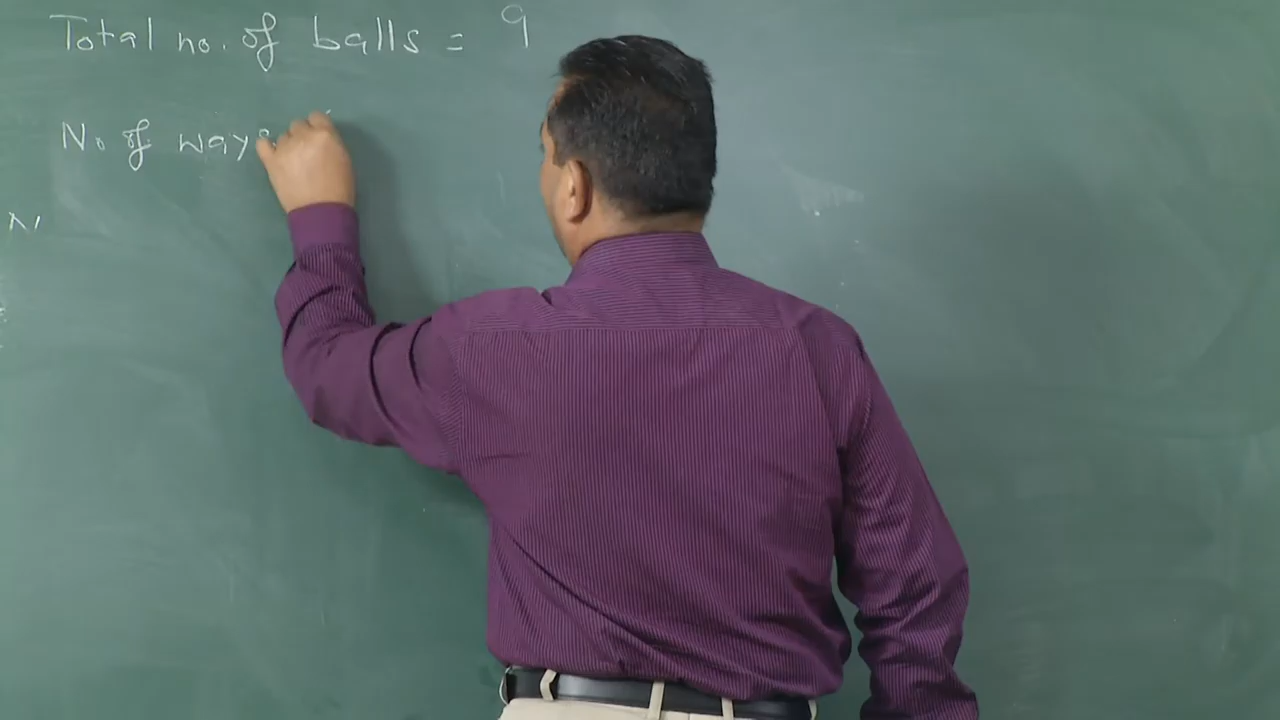 Total no. of balls = 9
No of ways